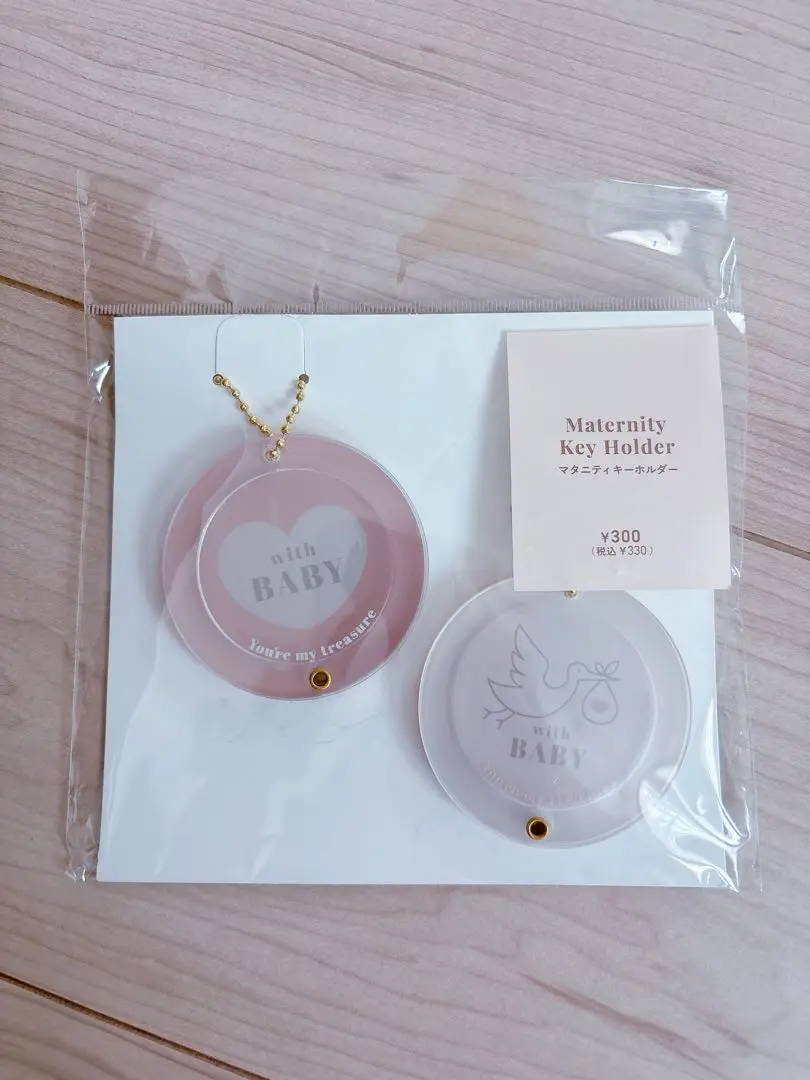 Maternity
Key Holder
マタニティキーホルダー
¥300
(税込 ¥330)
with
BABY
You're my treasure
with
BABY